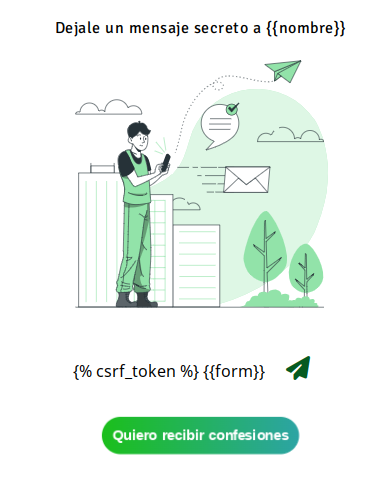 Dejale un mensaje secreto a {{nombre}}
{% csrf_token %} {{form}}
Quiero recibir confesiones